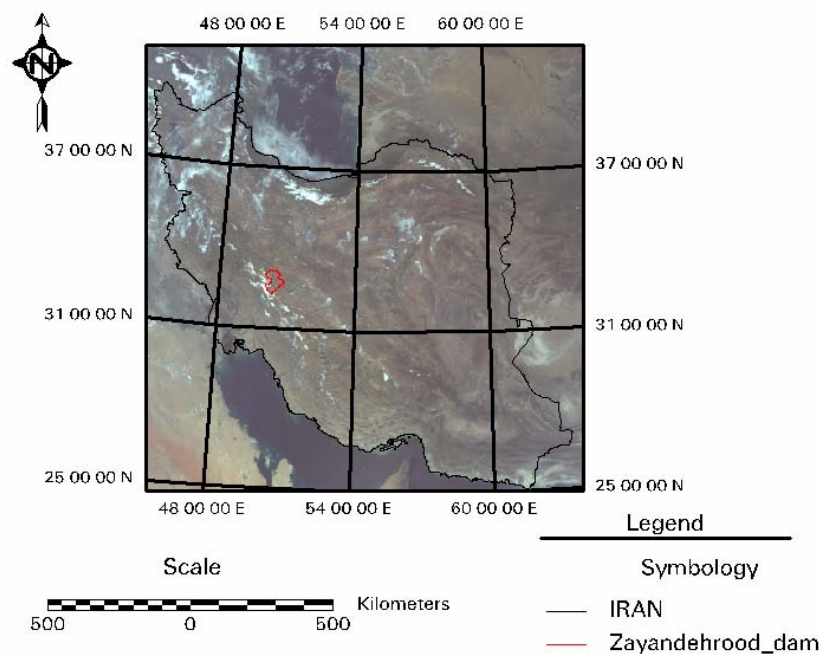 48 00 00 E 54 00 00 E 60 00 00 E
N
37 00 00 N 37 00 00 N
31 00 00 N 31 00 00 N
25 00 00 N 25 00 00 N
48 00 00 E 54 00 00 E 60 00 00 E
Legend
Scale
Symbology
Kilometers
500 0 500
IRAN
Zayandehrood_dam